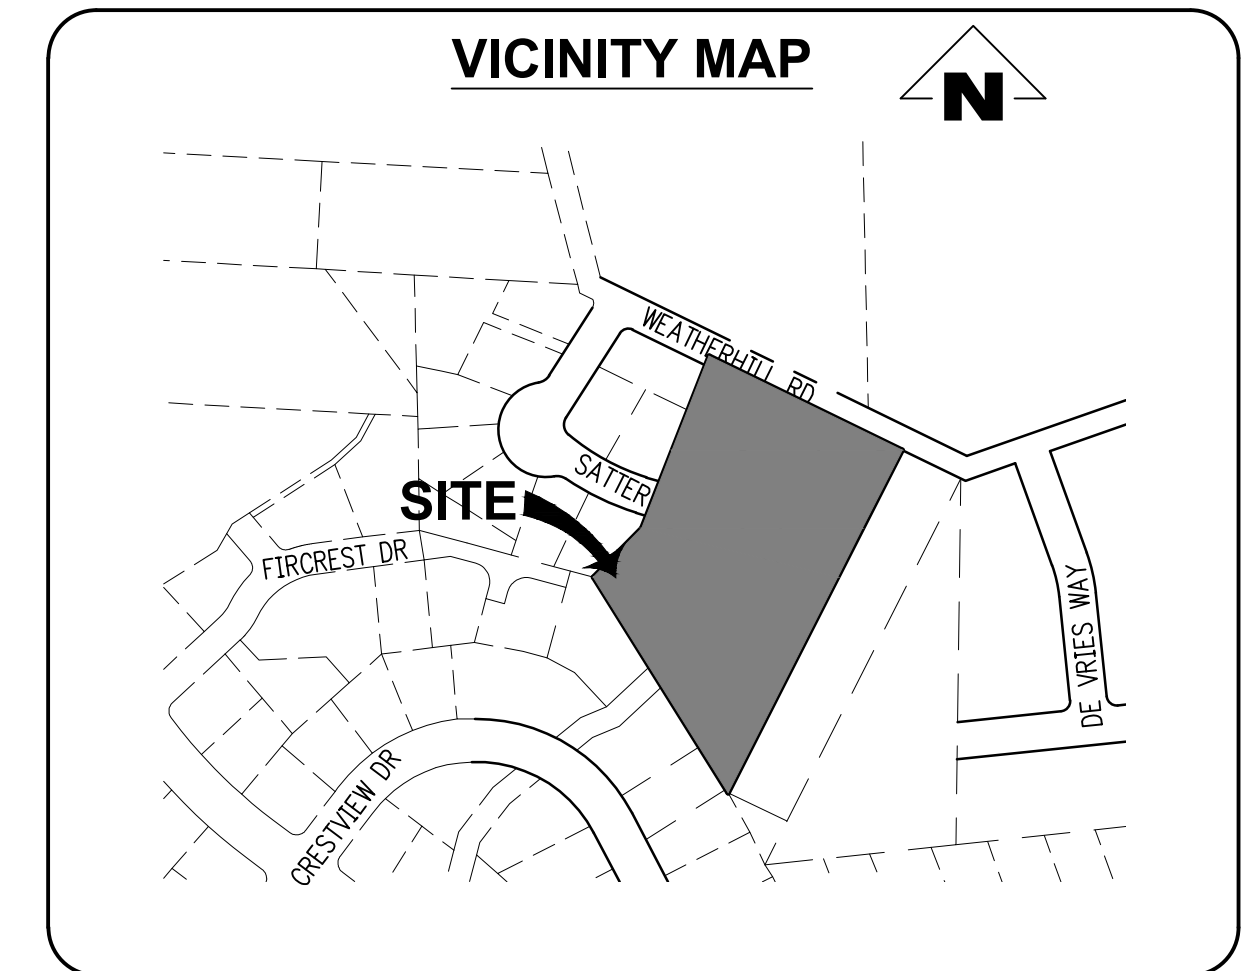 VICINITY MAP
N
WEATHERHILL RD
SATTER
SITE
FIRCREST DR
DE VRIES WAY
CRESTVIEW DR